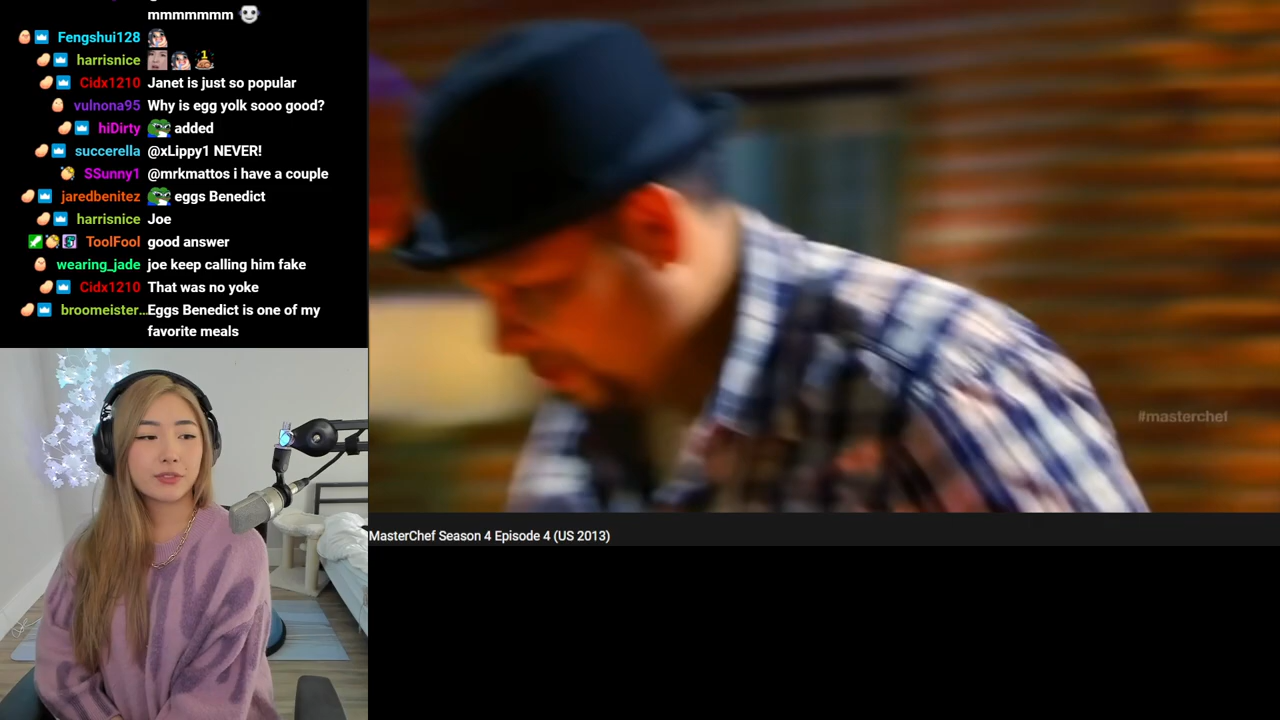 mmmmmmm
Fengshui128
harrisnice 1
Cidx1210 Janet is just so popular
vulnona95 Why is egg yolk sooo good?
hiDirty added
succerella @xLippy1 NEVER!
SSunny1 @mrkmattos i have a couple
jaredbenitez eggs Benedict
harrisnice Joe
ToolFool good answer
wearing_jade joe keep calling him fake
Cidx1210 That was no yoke
broomeister… Eggs Benedict is one of my
favorite meals
#masterchef
MasterChef Season 4 Episode 4 (US 2013)